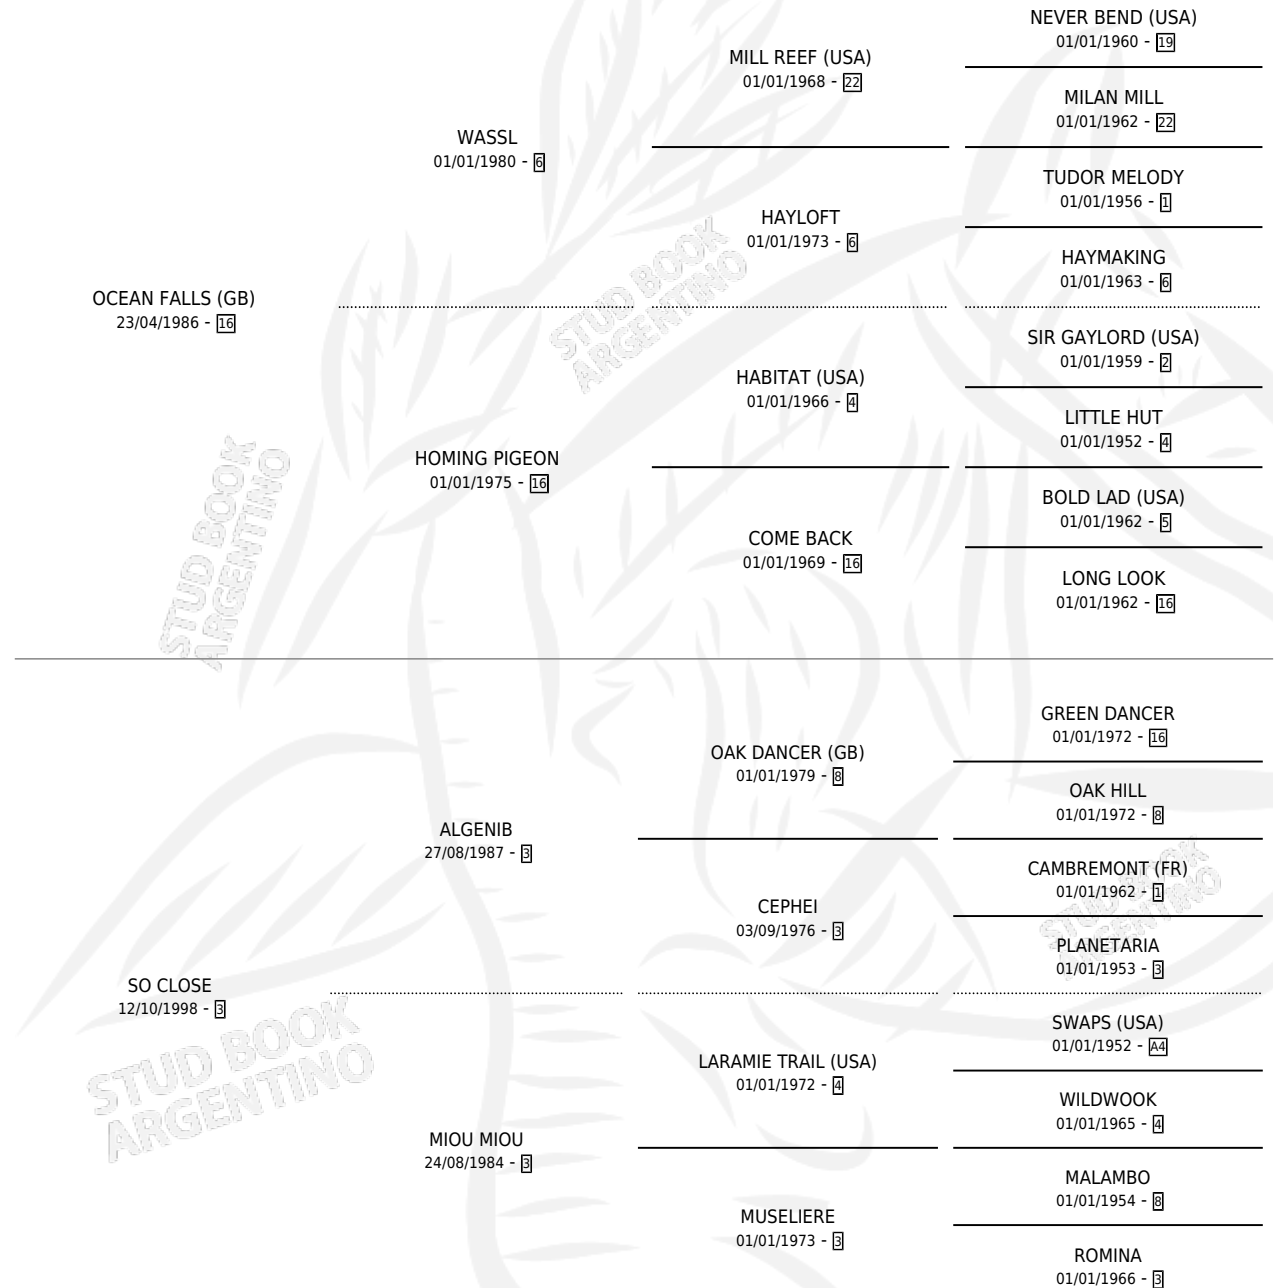 NEVER BEND (USA)
01/01/1960 - 19
MILL REEF (USA)
01/01/1968 - 22
MILAN MILL
01/01/1962 - 22
WASSL
01/01/1980 - 6
TUDOR MELODY
01/01/1956 - 1
HAYLOFT
01/01/1973 - 6
HAYMAKING
01/01/1963 - 6
OCEAN FALLS (GB)
23/04/1986 - 16
STUD BOOK
ARGENTINO
SIR GAYLORD (USA)
01/01/1959 - 2
HABITAT (USA)
01/01/1966 - 4
LITTLE HUT
01/01/1952 - 4
HOMING PIGEON
01/01/1975 - 16
BOLD LAD (USA)
01/01/1962 - 5
COME BACK
01/01/1969 - 16
LONG LOOK
01/01/1962 - 16
STUD BOOK
ARGENTINO
GREEN DANCER
01/01/1972 - 16
OAK DANCER (GB)
01/01/1979 - 8
OAK HILL
01/01/1972 - 8
ALGENIB
27/08/1987 - 3
CAMBREMONT (FR)
01/01/1962 - 1
CEPHEI
03/09/1976 - 3
STUD BOOK
ARGENTINO
PLANETARIA
01/01/1953 - 3
SO CLOSE
12/10/1998 - 3
STUD BOOK
ARGENTINO
SWAPS (USA)
01/01/1952 - A4
LARAMIE TRAIL (USA)
01/01/1972 - 4
WILDWOOK
01/01/1965 - 4
MIOU MIOU
24/08/1984 - 3
MALAMBO
01/01/1954 - 8
MUSELIERE
01/01/1973 - 3
ROMINA
01/01/1966 - 3